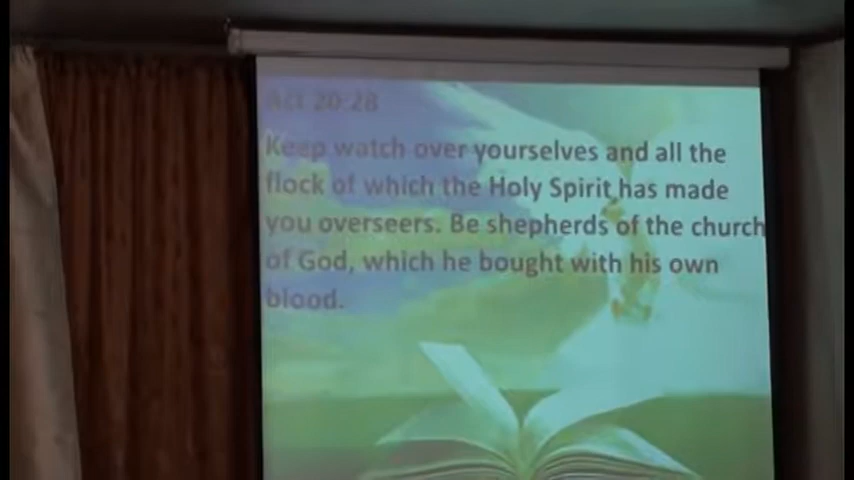 Act 20:28
Keep watch over yourselves and all the
flock of which the Holy Spirit has made
you overseers. Be shepherds of the church
of God, which he bought with his own
blood.